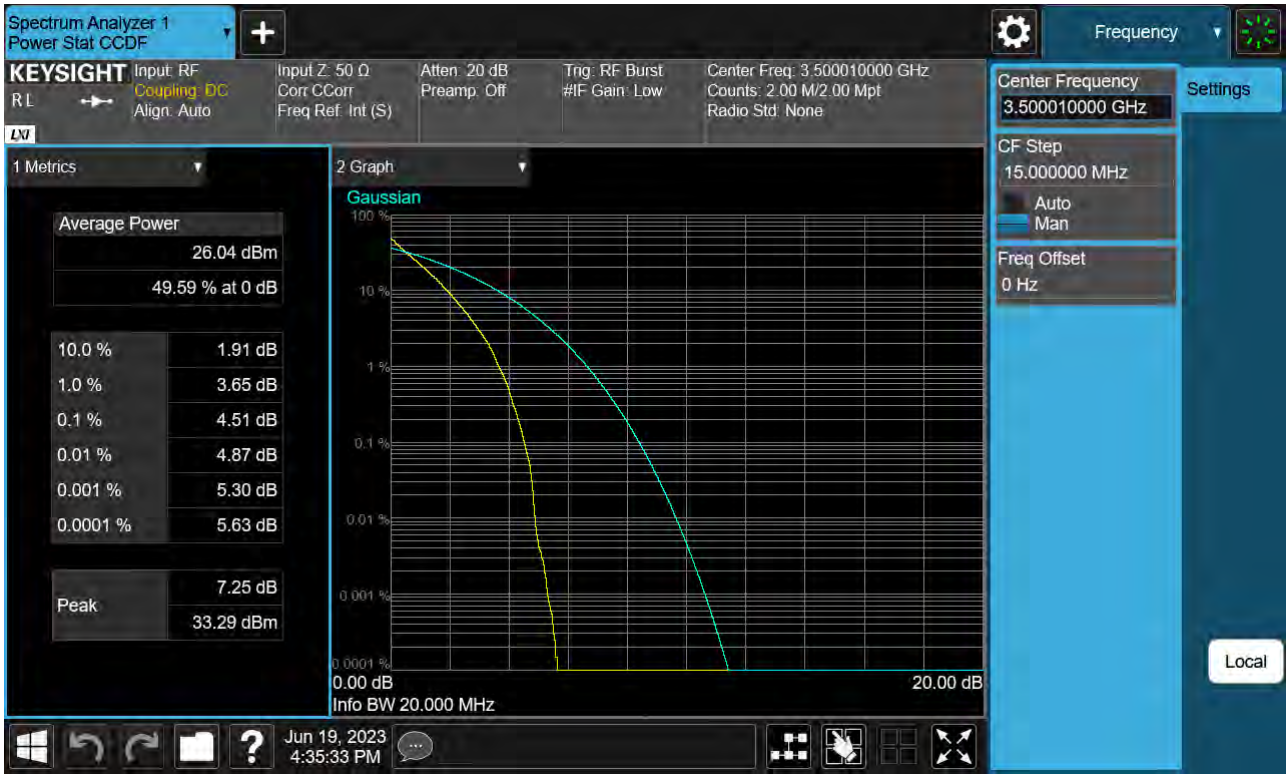 Spectrum Analyzer 1
Power Stat CCDF
+
Frequency
KEYSIGHT
RL
LXI
Input: RF
Coupling: DC
Align: Auto
Input Z: 50 Ω
Corr CCorr
Freq Ref: Int (S)
Atten: 20 dB
Preamp: Off
Trig: RF Burst
#IF Gain: Low
Center Freq: 3.500010000 GHz
Counts: 2.00 M/2.00 Mpt
Radio Std: None
Center Frequency
3.500010000 GHz
Settings
CF Step
15.000000 MHz
Auto
Man
Freq Offset
0 Hz
1 Metrics
Average Power
26.04 dBm
49.59 % at 0 dB
10.0 % 1.91 dB
1.0 % 3.65 dB
0.1 % 4.51 dB
0.01 % 4.87 dB
0.001 % 5.30 dB
0.0001 % 5.63 dB
Peak
7.25 dB
33.29 dBm
2 Graph
Gaussian
100 %
10 %
1 %
0.1 %
0.01 %
0.001 %
0.0001 %
0.00 dB 20.00 dB
Info BW 20.000 MHz
Local
?
Jun 19, 2023
4:35:33 PM